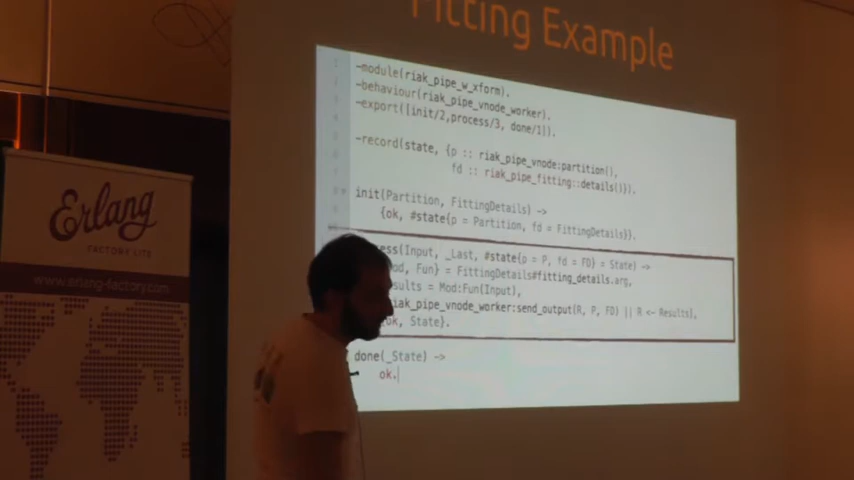 Fitting Example
-module(riak_pipe_w_xform).
-behaviour(riak_pipe_vnode_worker).
-export([init/2,process/3, done/1]).
-record(state, {p :: riak_pipe_vnode:partition(),
fd :: riak_pipe_fitting::details()}).
init(Partition, FittingDetails) ->
{ok, #state{p = Partition, fd = FittingDetails}}.
ess(Input, _Last, #state{p = P, fd = FD} = State) ->
od, Fun} = FittingDetails#fitting_details.arg,
sults = Mod:Fun(Input),
iak_pipe_vnode_worker:send_output(R, P, FD) || R <- Results],
ok, State}.
done(_State) ->
ok.
Erlang
FACTORY LITE
www.erlang-factory.com